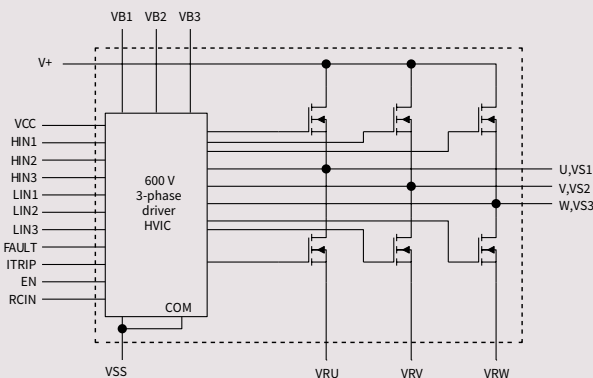 VB1 VB2 VB3
V+
VCC
HIN1
HIN2
HIN3
LIN1
LIN2
LIN3
FAULT
ITRIP
EN
RCIN
600 V
3-phase
driver
HVIC
COM
U,VS1
V,VS2
W,VS3
VSS
VRU
VRV
VRW